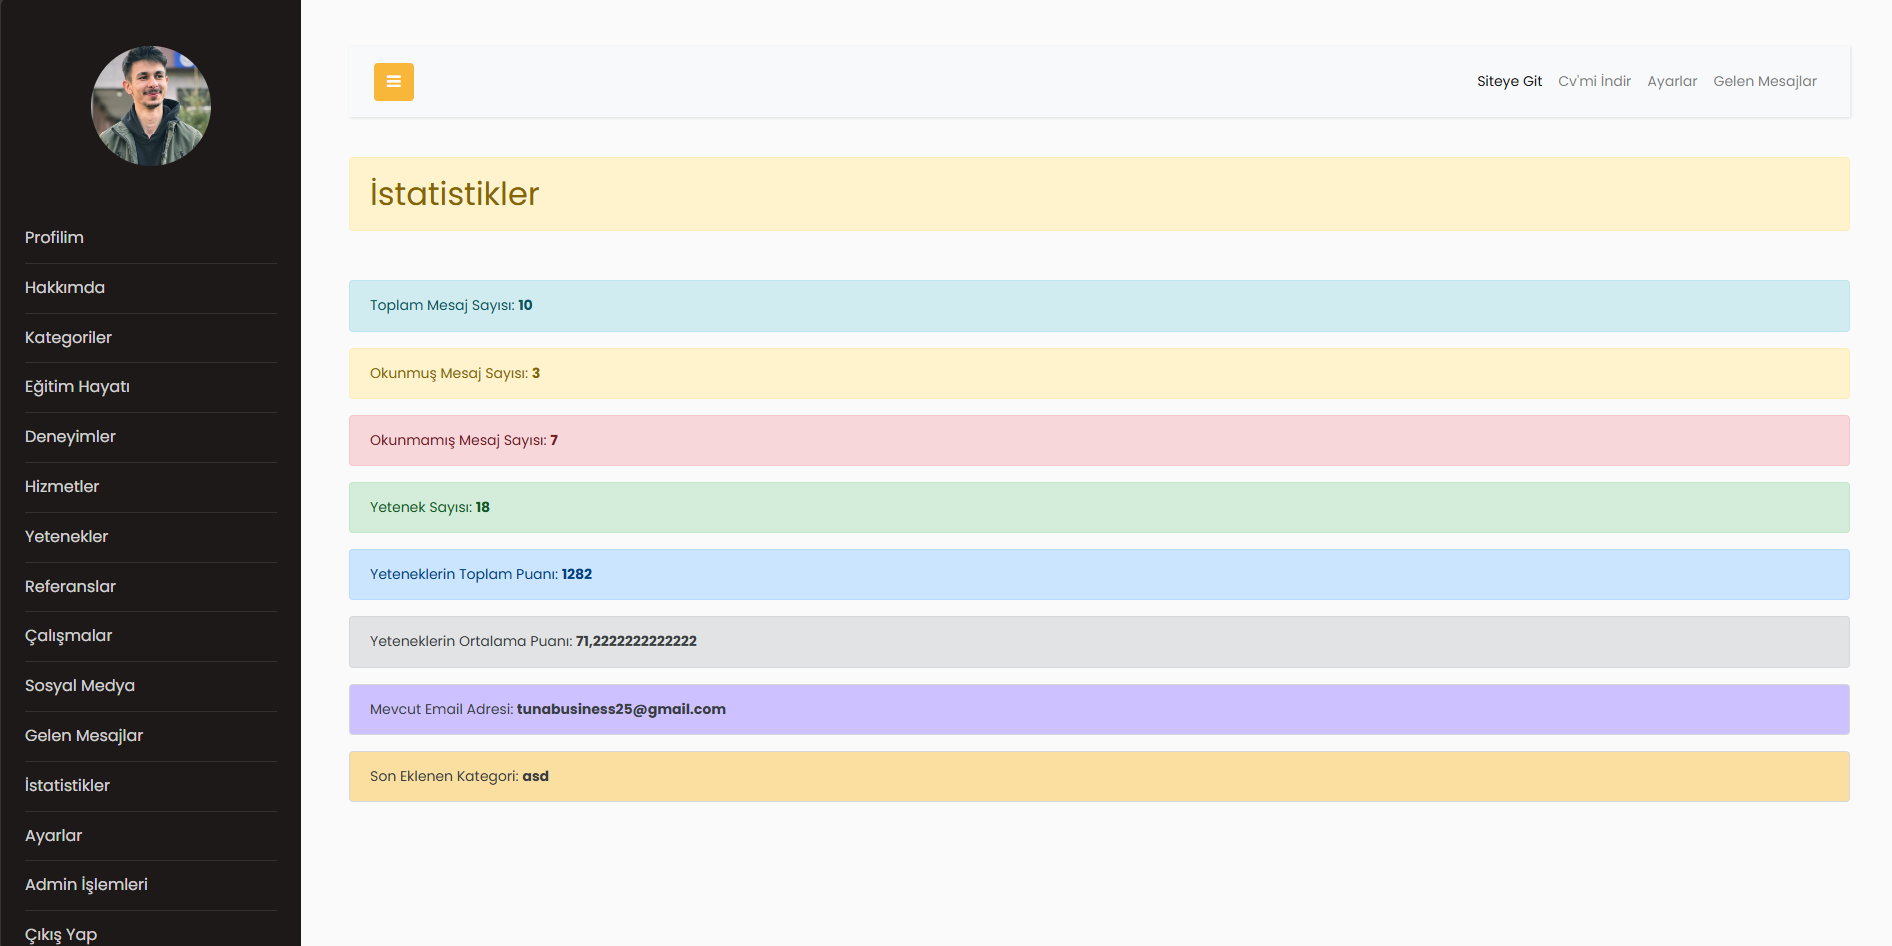 Profilim
Hakkımda
Kategoriler
Eğitim Hayatı
Deneyimler
Hizmetler
Yetenekler
Referanslar
Çalışmalar
Sosyal Medya
Gelen Mesajlar
İstatistikler
Ayarlar
Admin İşlemleri
Çıkış Yap
Siteye Git Cv'mi İndir Ayarlar Gelen Mesajlar
İstatistikler
Toplam Mesaj Sayısı: 10
Okunmuş Mesaj Sayısı: 3
Okunmamış Mesaj Sayısı: 7
Yetenek Sayısı: 18
Yeteneklerin Toplam Puanı: 1282
Yeteneklerin Ortalama Puanı: 71,2222222222222
Mevcut Email Adresi: tunabusiness25@gmail.com
Son Eklenen Kategori: asd